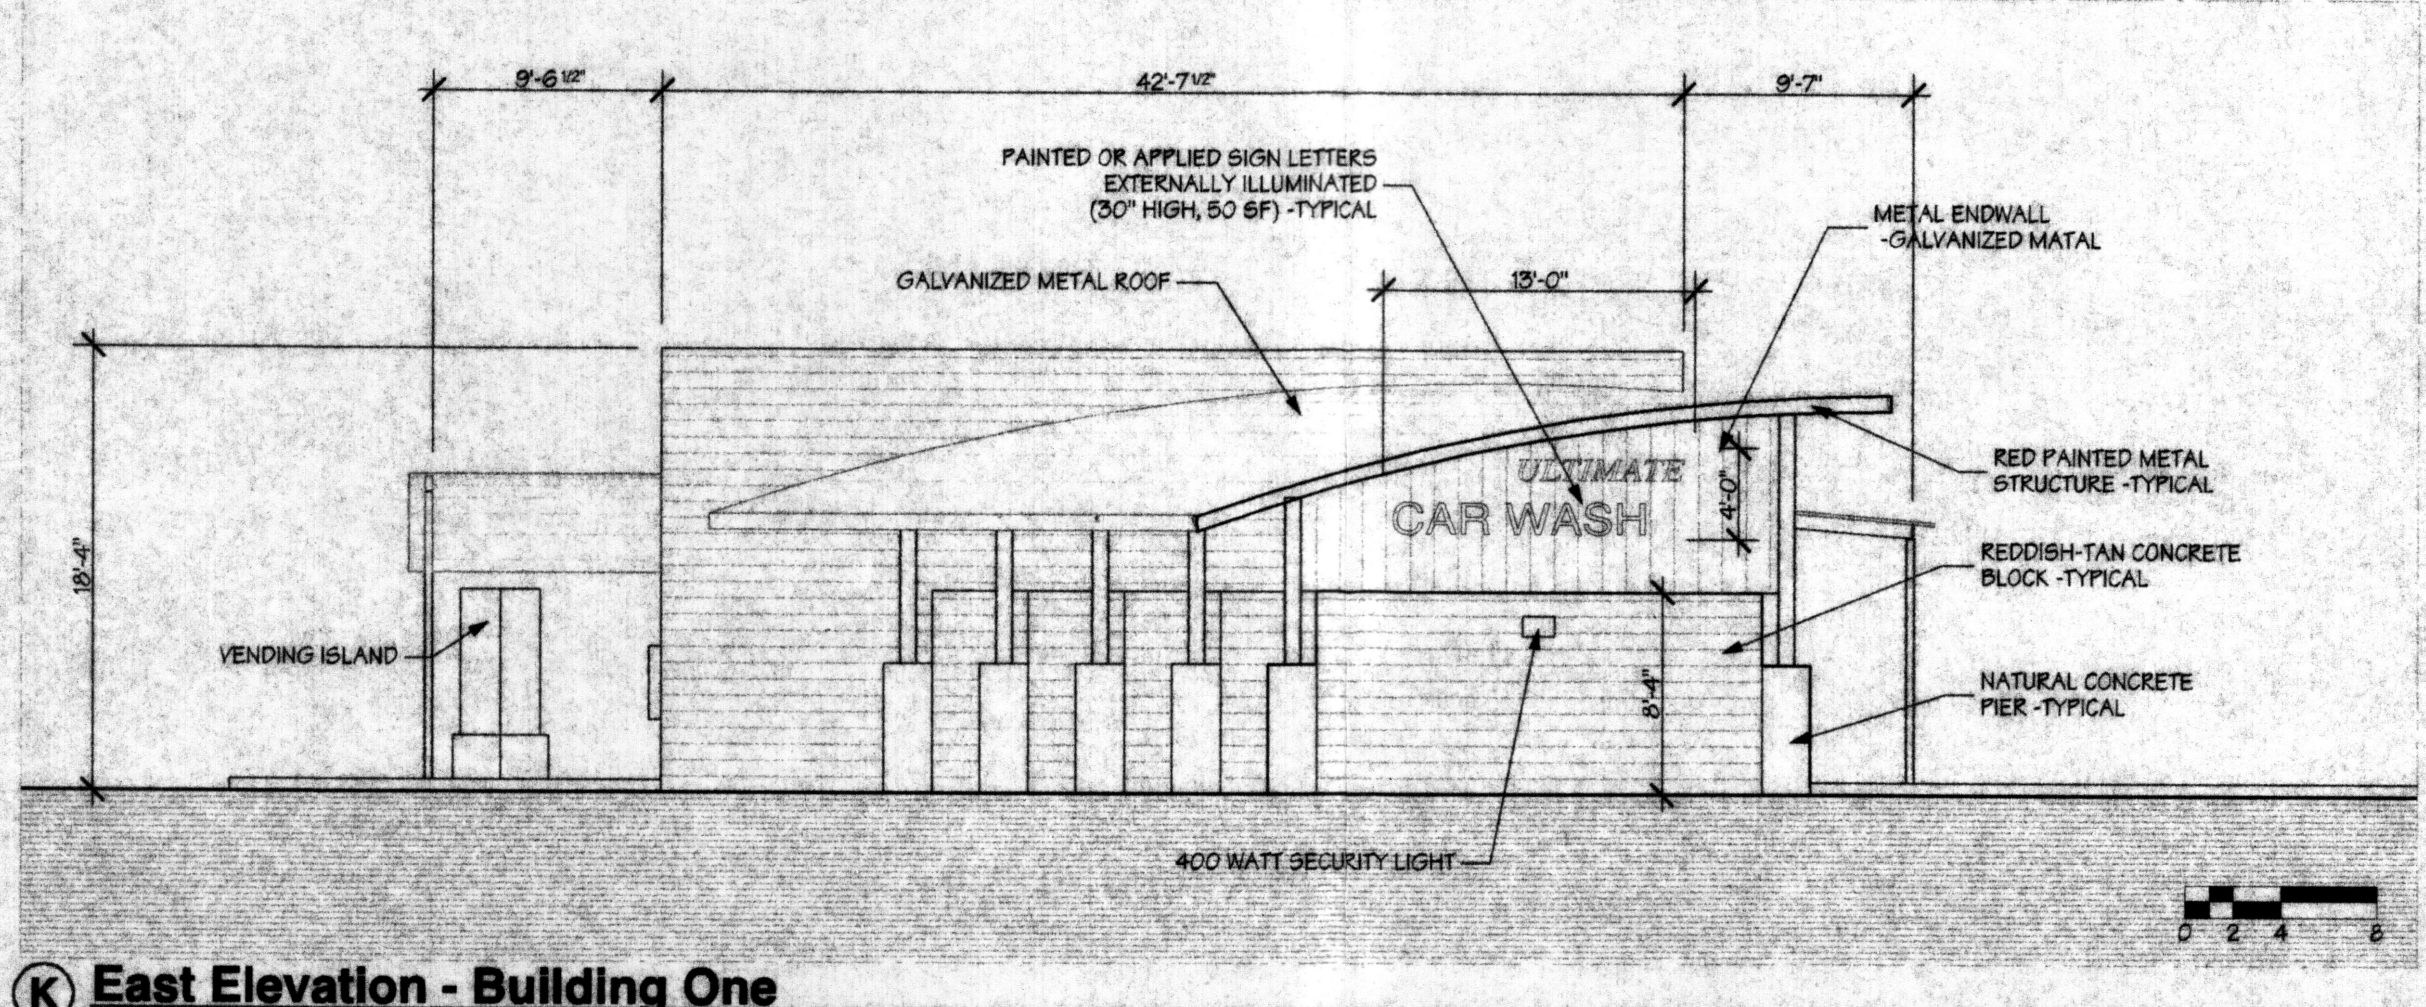 9'-6 1/2"
42'-7 1/2"
9'-7"
PAINTED OR APPLIED SIGN LETTERS
EXTERNALLY ILLUMINATED
(30" HIGH, 50 SF) -TYPICAL
METAL ENDWALL
-GALVANIZED MATAL
GALVANIZED METAL ROOF
13'-0"
RED PAINTED METAL
STRUCTURE -TYPICAL
ULTIMATE
CAR WASH
4'-0"
18'-4"
REDDISH-TAN CONCRETE
BLOCK -TYPICAL
VENDING ISLAND
8'-4"
NATURAL CONCRETE
PIER -TYPICAL
400 WATT SECURITY LIGHT
0 2 4 8
K East Elevation - Building One